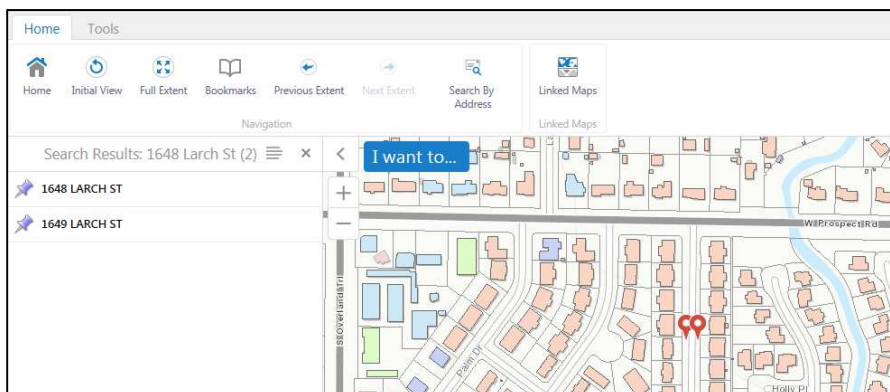 Home Tools
Home Initial View Full Extent Bookmarks Previous Extent Next Extent Search By Address Linked Maps
Navigation Linked Maps
Search Results: 1648 Larch St (2)
I want to...
1648 LARCH ST
1649 LARCH ST
W Prospect Rd
S Overland Trl
Palm Dr
Holly Pl